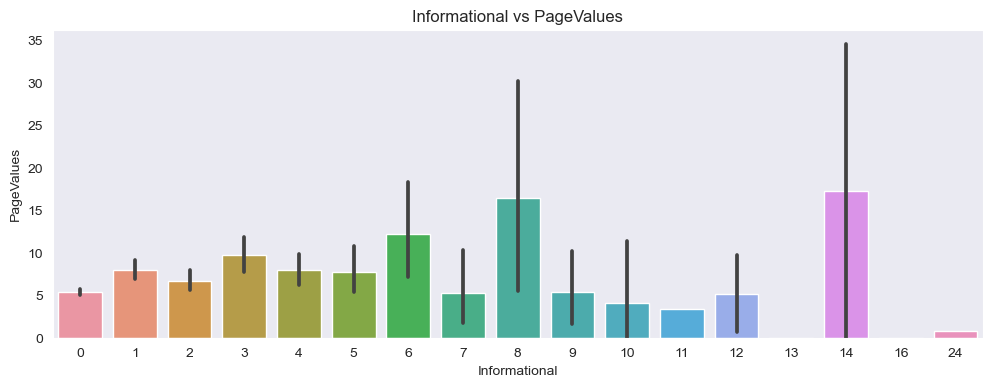 Informational vs PageValues
35
30
25
20
15
10
5
0
PageValues
0 1 2 3 4 5 6 7 8 9 10 11 12 13 14 16 24
Informational